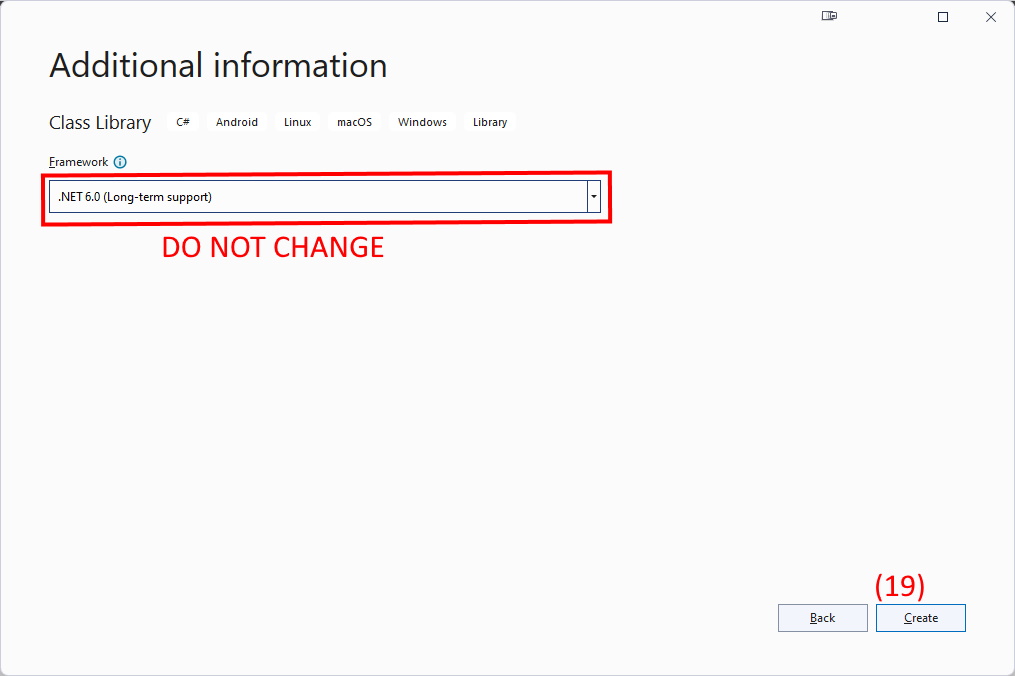 Additional information
Class Library C# Android Linux macOS Windows Library
Framework
.NET 6.0 (Long-term support)
DO NOT CHANGE
(19)
Back Create